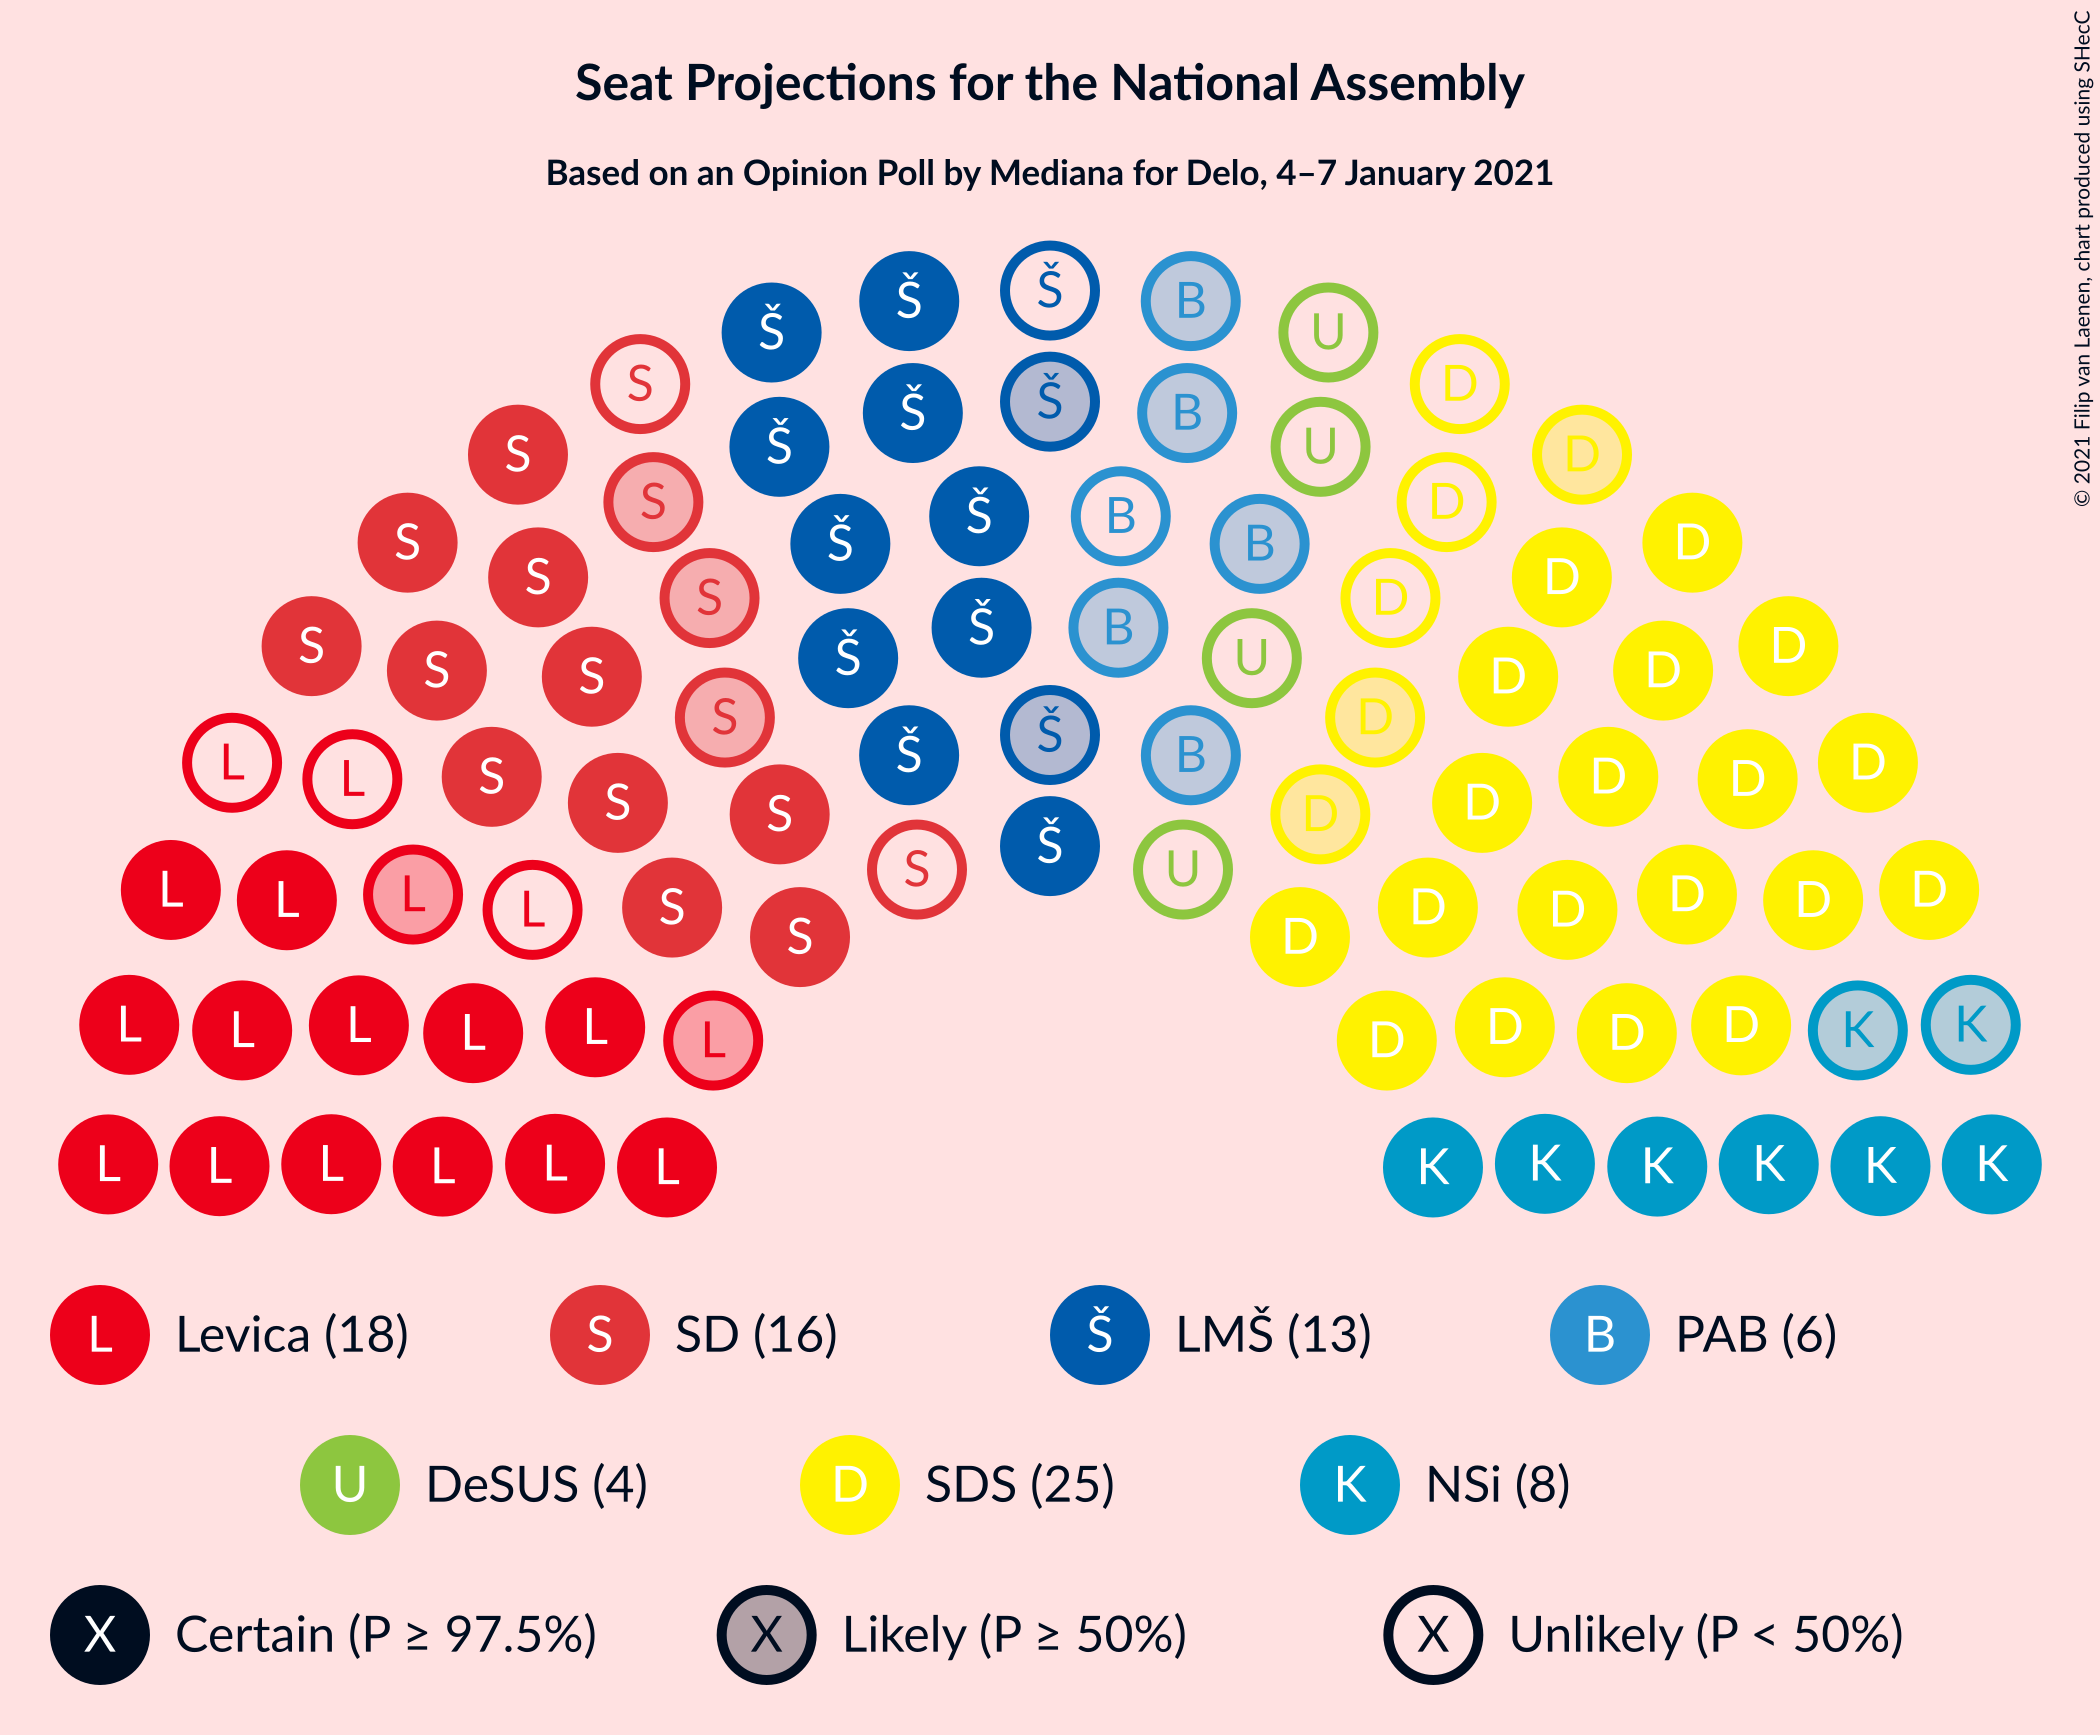 Seat Projections for the National Assembly
Based on an Opinion Poll by Mediana for Delo, 4–7 January 2021
© 2021 Filip van Laenen, chart produced using SHecC
Š
Š Š B
Š U
S D
Š Š B
S Š U D
S S D
Š B
S Š B D
S D D
S D
Š B
S Š U D
S S D D
S S D
L Š B D
L S S D D D D
S D
L Š U D
L L L S D D D D
L S S D D D
L L L L L L D D D D K K
L L L L L L K K K K K K
L Levica (18) S SD (16) Š LMŠ (13) B PAB (6)
U DeSUS (4) D SDS (25) K NSi (8)
X Certain (P ≥ 97.5%) X Likely (P ≥ 50%) X Unlikely (P < 50%)